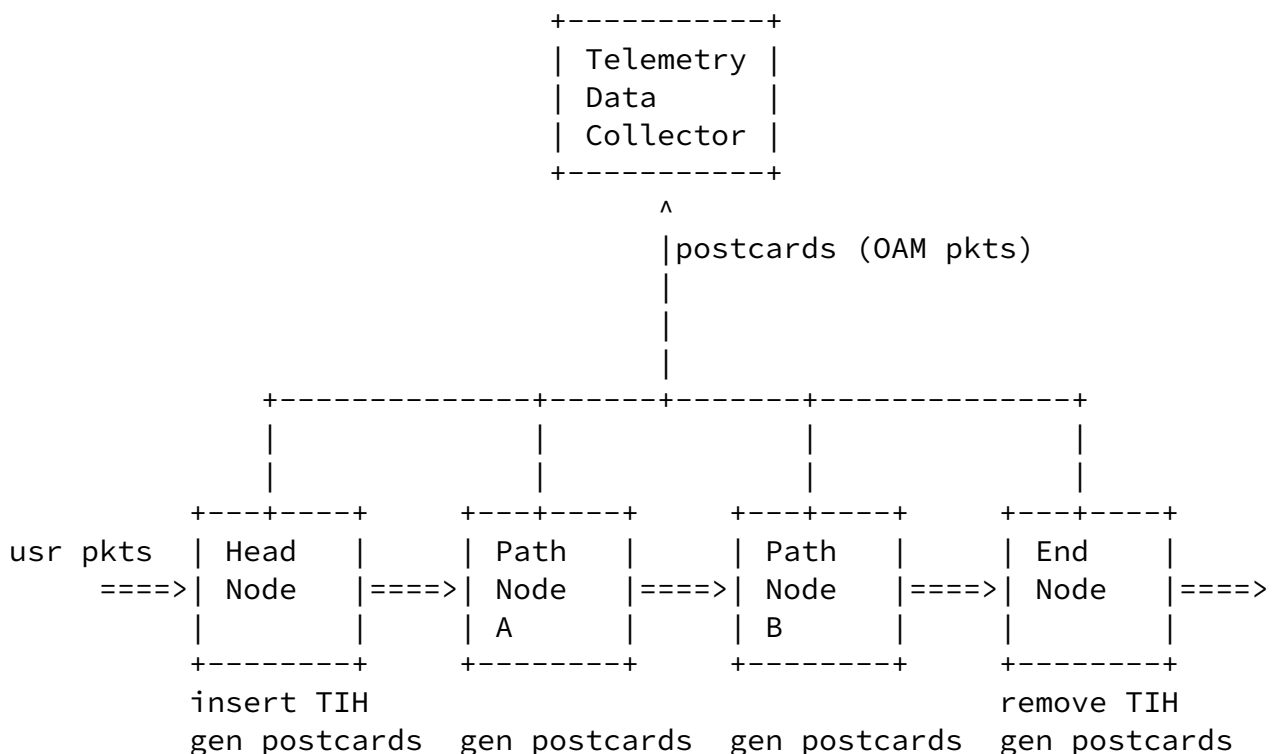 Telemetry
Data
Collector
postcards (OAM pkts)
usr pkts
Head
Node
Path
Node
A
Path
Node
B
End
Node
insert TIH
gen postcards
gen postcards
gen postcards
remove TIH
gen postcards